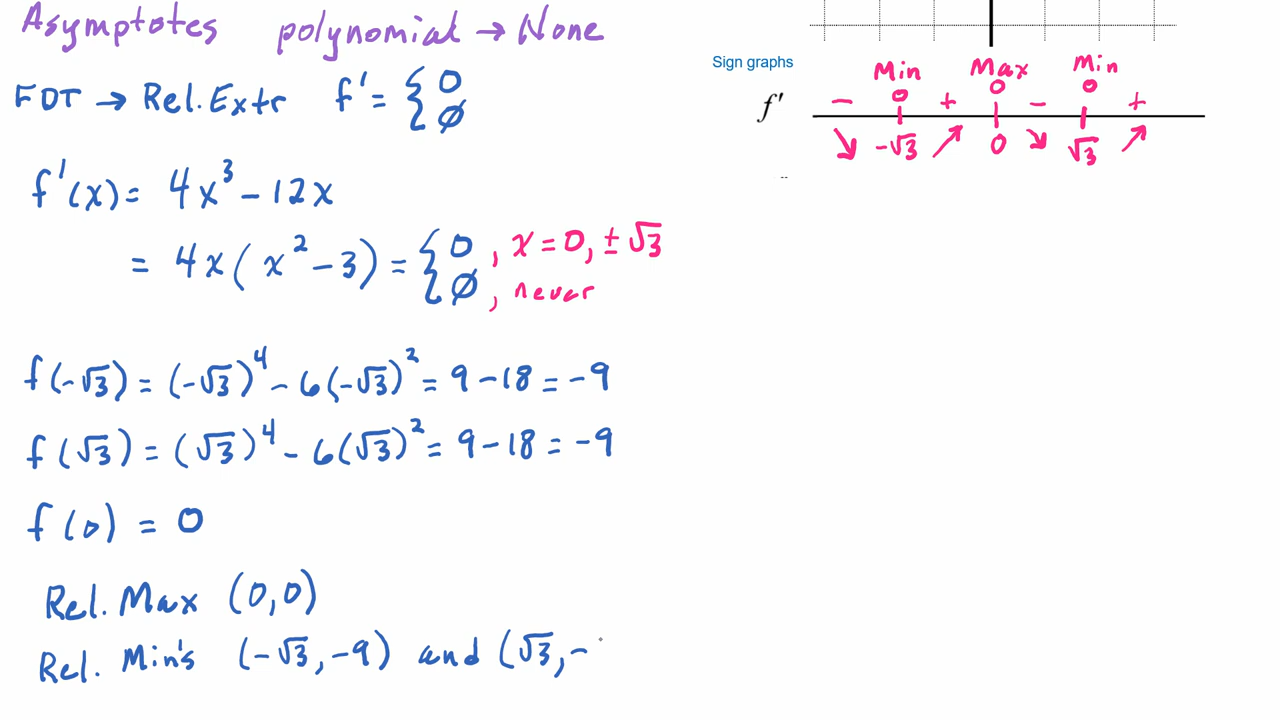 Asymptotes polynomial → None
FDT → Rel. Extr f' = { 0
∅
f'(x) = 4x³ - 12x
= 4x(x² - 3) = { 0, x = 0, ±√3
∅, never
f(-√3) = (-√3)⁴ - 6(-√3)² = 9 - 18 = -9
f(√3) = (√3)⁴ - 6(√3)² = 9 - 18 = -9
f(0) = 0
Rel. Max (0,0)
Rel. Min's (-√3, -9) and (√3, -
Sign graphs
Min Max Min
f' - 0 + 0 - 0 +
↘ -√3 ↗ 0 ↘ √3 ↗